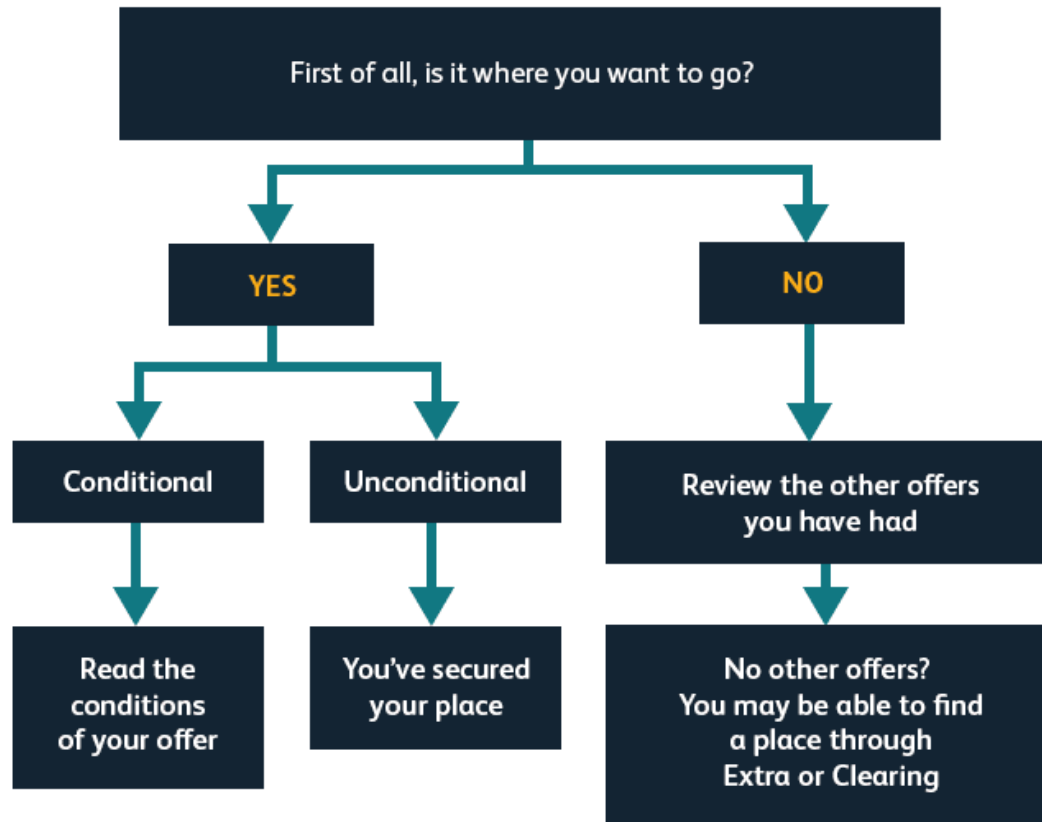 First of all, is it where you want to go?
YES
NO
Conditional
Unconditional
Review the other offers
you have had
Read the
conditions
of your offer
You’ve secured
your place
No other offers?
You may be able to find
a place through
Extra or Clearing